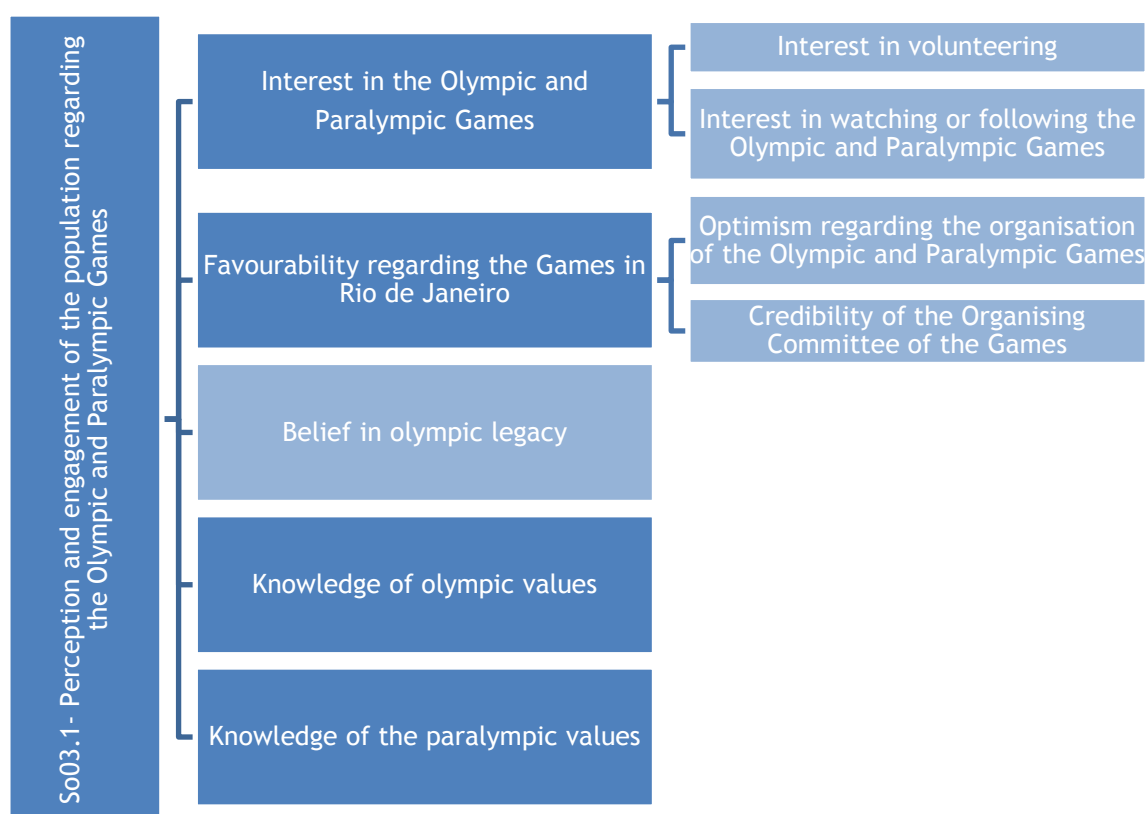 So03.1- Perception and engagement of the population regarding
the Olympic and Paralympic Games
Interest in the Olympic and
Paralympic Games
Interest in volunteering
Interest in watching or following the
Olympic and Paralympic Games
Favourability regarding the Games in
Rio de Janeiro
Optimism regarding the organisation
of the Olympic and Paralympic Games
Credibility of the Organising
Committee of the Games
Belief in olympic legacy
Knowledge of olympic values
Knowledge of the paralympic values